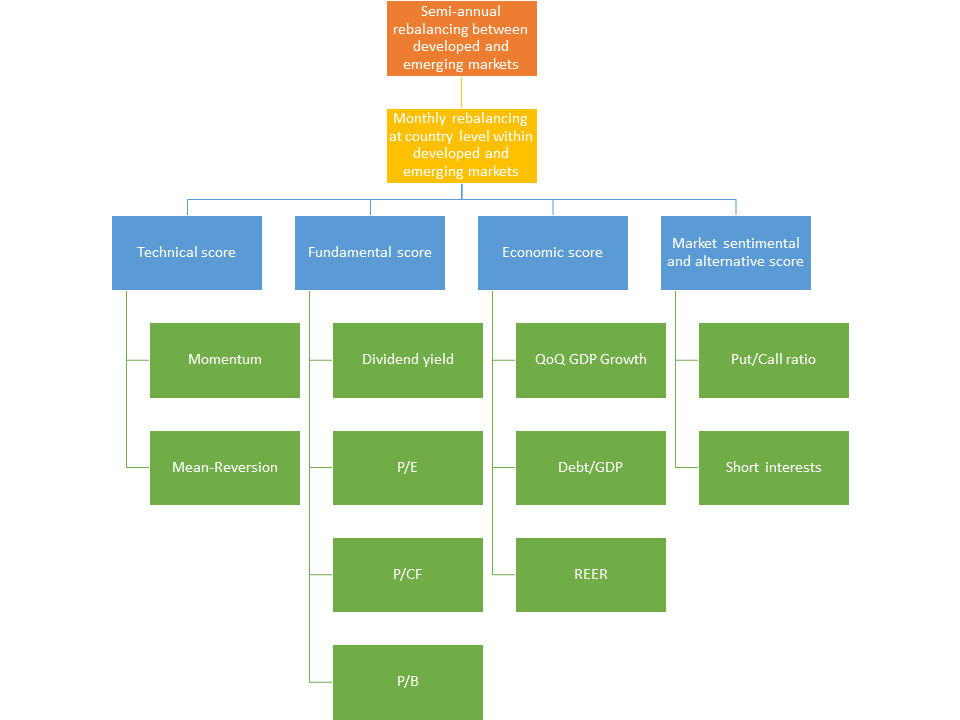 Semi-annual
rebalancing between
developed and
emerging markets
Monthly rebalancing
at country level within
developed and
emerging markets
Technical score
Fundamental score
Economic score
Market sentimental
and alternative score
Momentum
Dividend yield
QoQ GDP Growth
Put/Call ratio
Mean-Reversion
P/E
Debt/GDP
Short interests
P/CF
REER
P/B